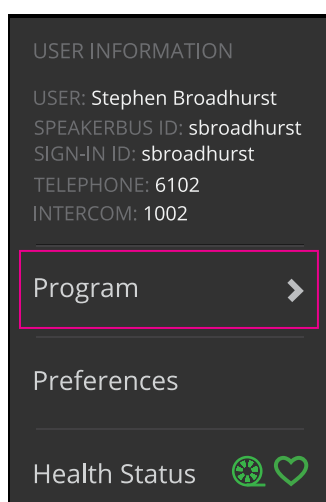 USER INFORMATION
USER: Stephen Broadhurst
SPEAKERBUS ID: sbroadhurst
SIGN-IN ID: sbroadhurst
TELEPHONE: 6102
INTERCOM: 1002
Program
Preferences
Health Status